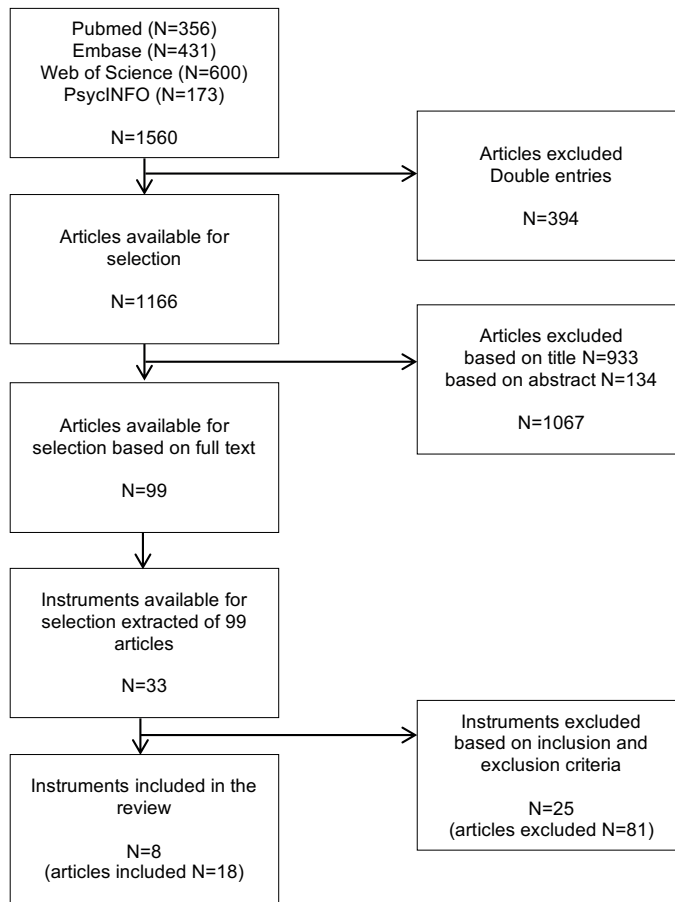 Pubmed (N=356)
Embase (N=431)
Web of Science (N=600)
PsycINFO (N=173)
N=1560
Articles excluded
Double entries
N=394
Articles available for
selection
N=1166
Articles excluded
based on title N=933
based on abstract N=134
N=1067
Articles available for
selection based on full text
N=99
Instruments available for
selection extracted of 99
articles
N=33
Instruments excluded
based on inclusion and
exclusion criteria
N=25
(articles excluded N=81)
Instruments included in the
review
N=8
(articles included N=18)